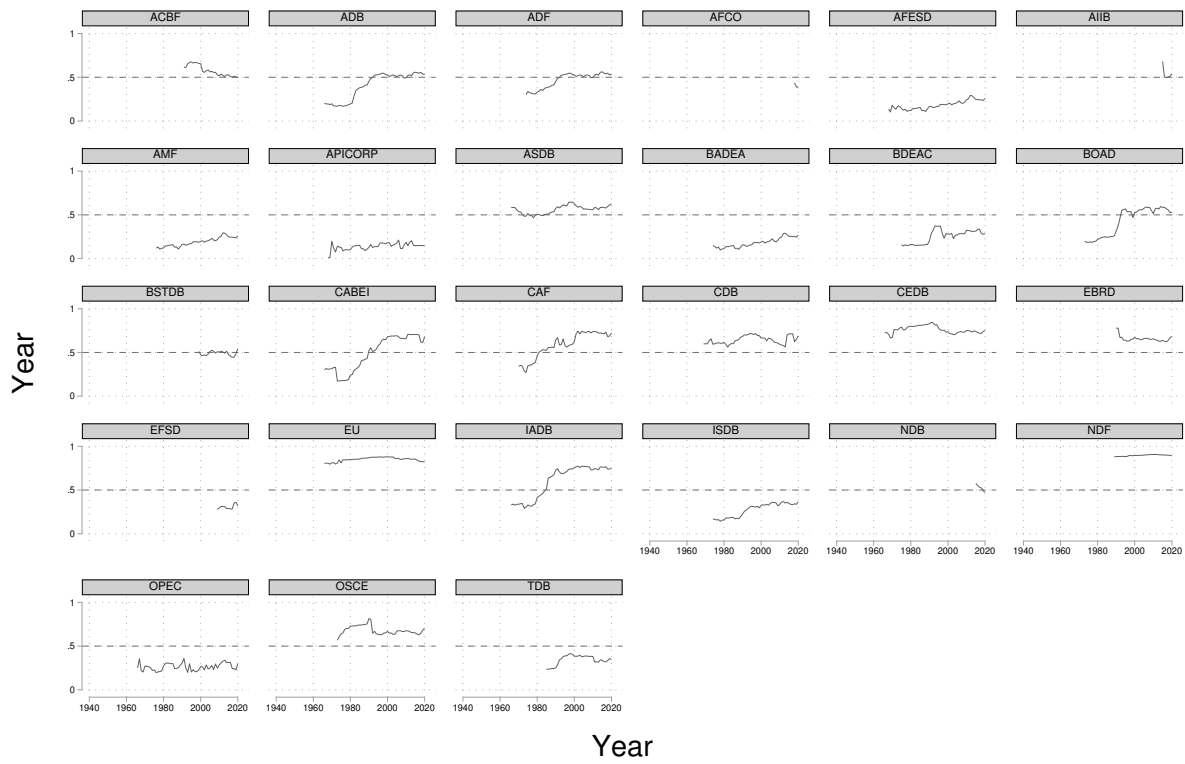 ACBF ADB ADF AFCO AFESD AIIB
1
.5
0
AMF APICORP ASDB BADEA BDEAC BOAD
1
.5
0
BSTDB CABEI CAF CDB CEDB EBRD
1
.5
0
Year
EFSD EU IADB ISDB NDB NDF
1
.5
0
1940 1960 1980 2000 2020 1940 1960 1980 2000 2020 1940 1960 1980 2000 2020
OPEC OSCE TDB
1
.5
0
1940 1960 1980 2000 2020 1940 1960 1980 2000 2020 1940 1960 1980 2000 2020
Year